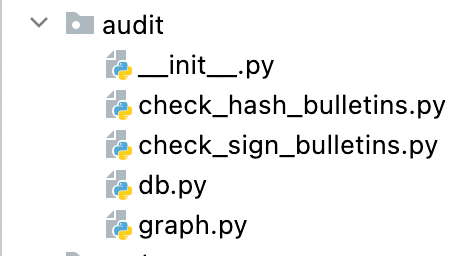 audit
__init__.py
check_hash_bulletins.py
check_sign_bulletins.py
db.py
graph.py